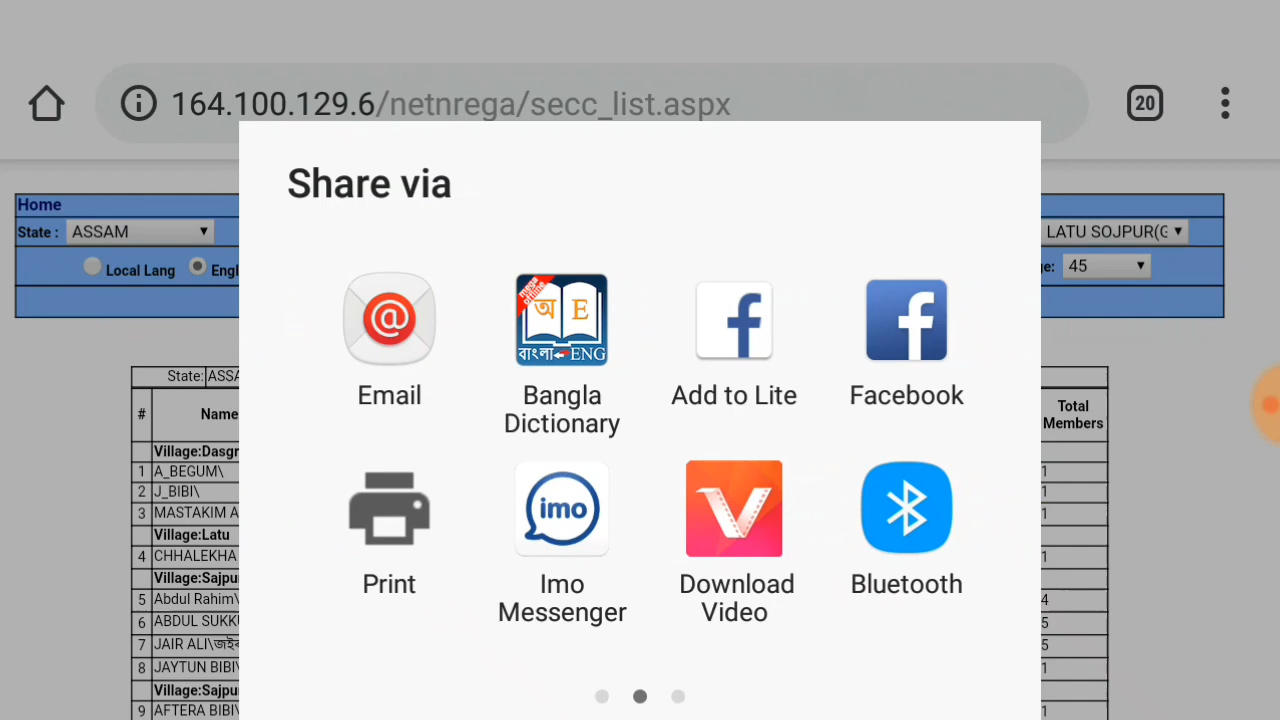 164.100.129.6/netnrega/secc_list.aspx
20
Share via
Home
State : ASSAM
LATU SOJPUR(G
Local Lang
Engl
45
State: ASSA
# Name
Total
Members
Village:Dasgr
1 A_BEGUM\ 1
2 J_BIBI\ 1
3 MASTAKIM A 1
Village:Latu
4 CHHALEKHA 1
Village:Sajpu
5 Abdul Rahim\ 4
6 ABDUL SUKKU 5
7 JAIR ALI\জইৰ 5
8 JAYTUN BIBI\ 1
Village:Sajpu
9 AFTERA BIBI\ 1
@
mega offline
অ E
বাংলা ENG
Email
Bangla
Dictionary
Add to Lite
Facebook
imo
Print
Imo
Messenger
Download
Video
Bluetooth